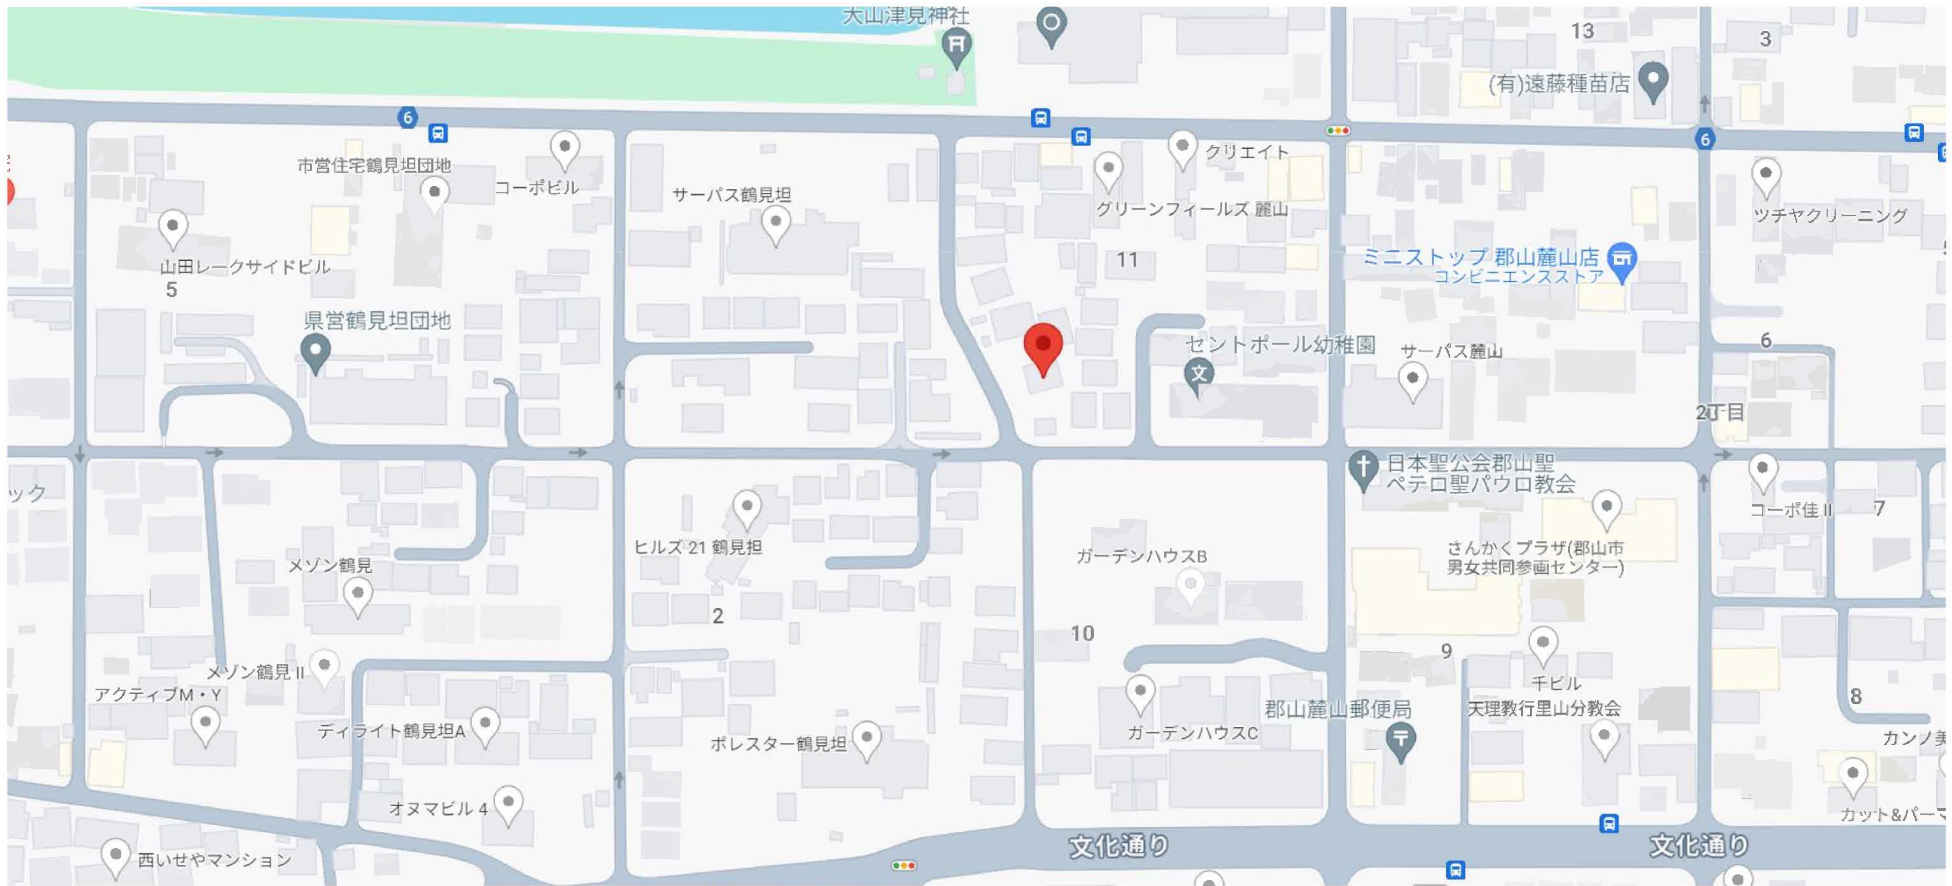 大山津見神社
13
3
(有)遠藤種苗店
6
6
市営住宅鶴見坦団地
コーポビル
サーパス鶴見坦
クリエイト
グリーンフィールズ 麓山
ツチヤクリーニング
山田レークサイドビル
5
11
ミニストップ 郡山麓山店
コンビニエンスストア
県営鶴見坦団地
セントポール幼稚園
文
サーパス麓山
6
2丁目
ック
日本聖公会郡山聖
ペテロ聖パウロ教会
コーポ佳 II
7
ヒルズ 21 鶴見担
ガーデンハウスB
さんかくプラザ(郡山市
男女共同参画センター)
メゾン鶴見
2
10
9
メゾン鶴見 II
アクティブM・Y
千ビル
8
ディライト鶴見坦A
ポレスター鶴見坦
ガーデンハウスC
郡山麓山郵便局
〒
天理教行里山分教会
カンノ美
オヌマビル 4
カット&パーマ
西いせやマンション
文化通り
文化通り